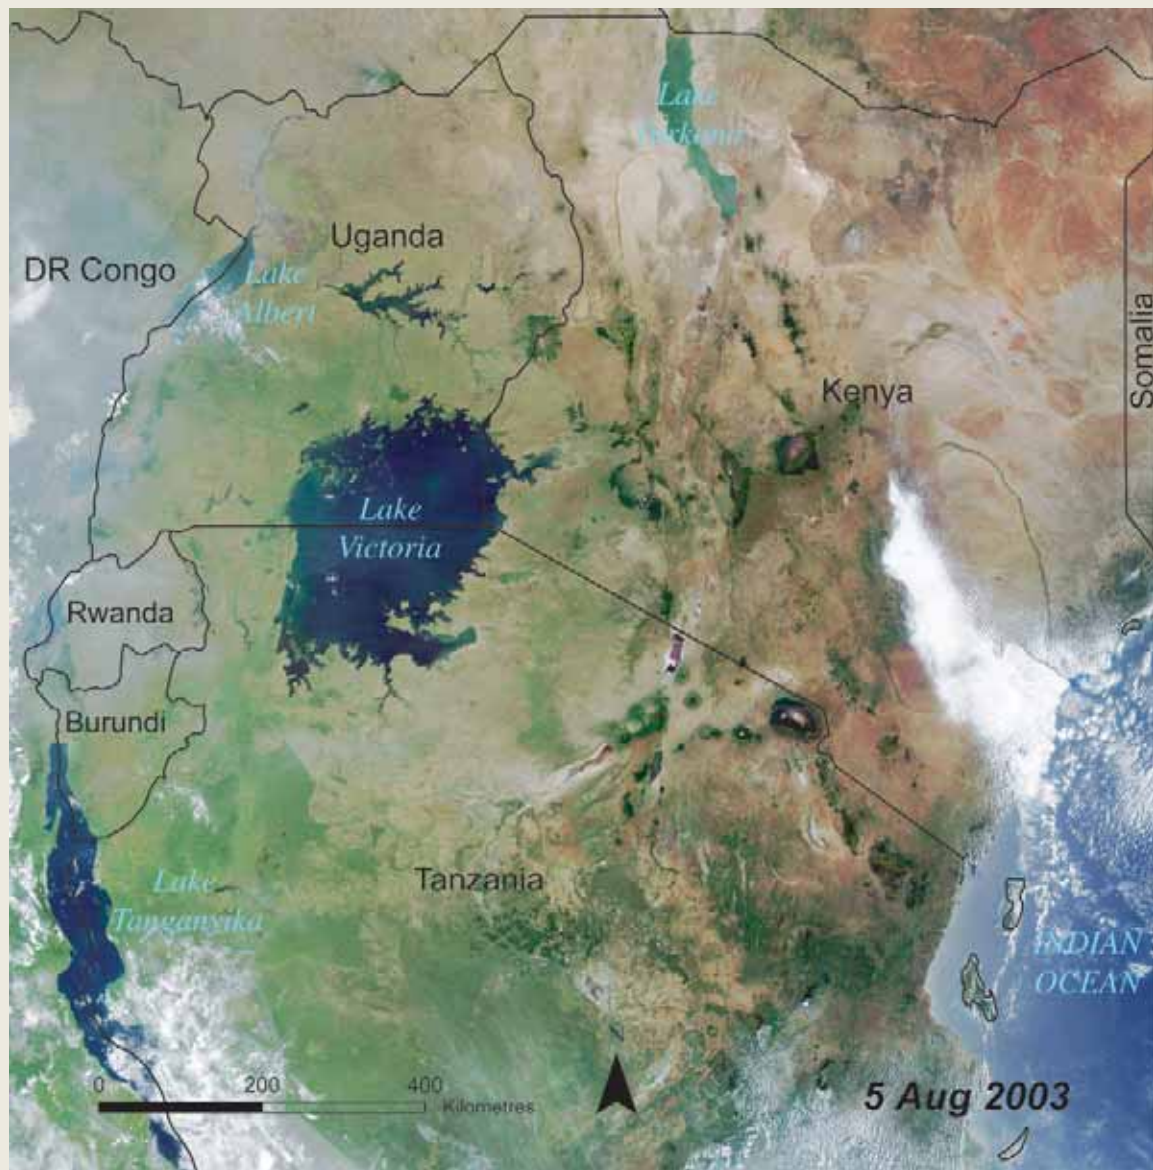 Lake
Turkana
Uganda
DR Congo
Lake
Albert
Somalia
Kenya
Lake
Victoria
Rwanda
Burundi
Tanzania
Lake
Tanganyika
INDIAN
OCEAN
0 200 400
Kilometres
5 Aug 2003